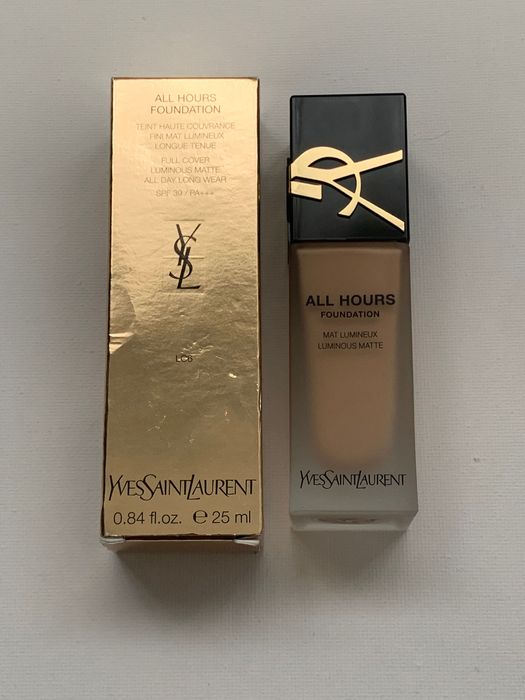 ALL HOURS
FOUNDATION
TEINT HAUTE COUVRANCE
FINI MAT LUMINEUX
LONGUE TENUE
FULL COVER
LUMINOUS MATTE
ALL DAY LONG WEAR
SPF 39 / PA+++
YSL
LC6
YVESSAINTLAURENT
0.84 fl.oz. ℮ 25 ml
ALL HOURS
FOUNDATION
MAT LUMINEUX
LUMINOUS MATTE
YVESSAINTLAURENT